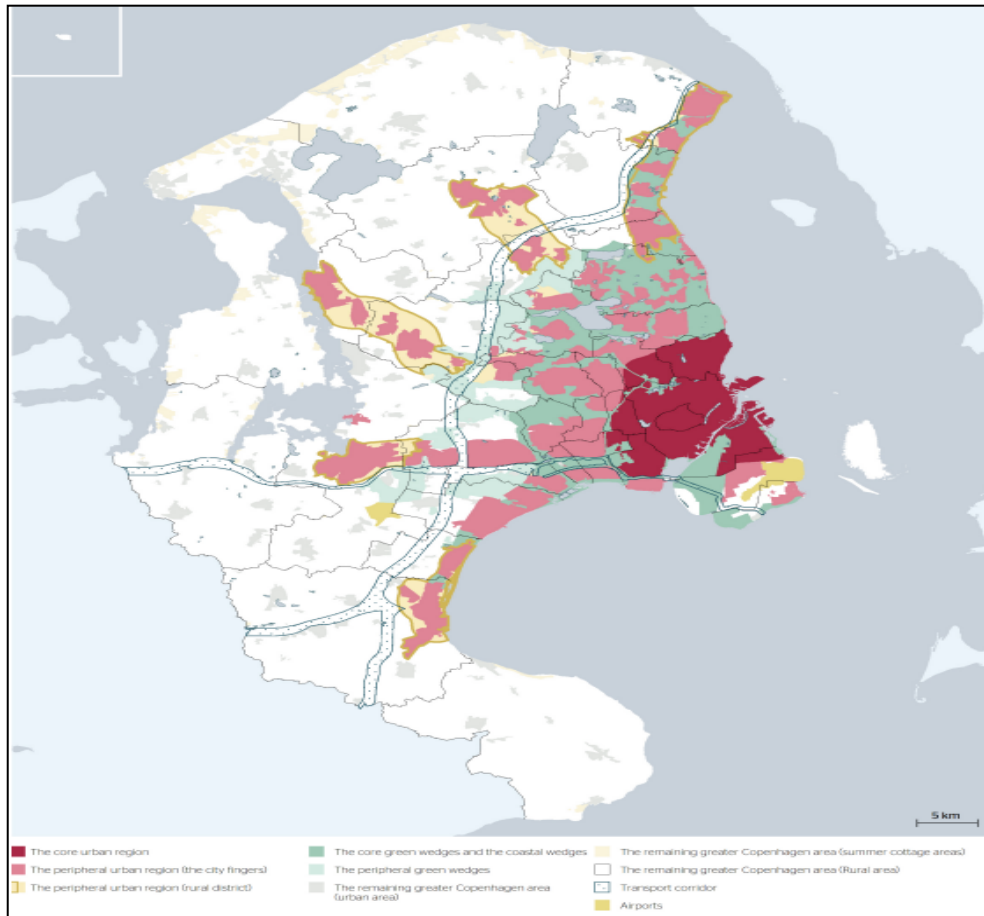 5 km
The core urban region
The peripheral urban region (the city fingers)
The peripheral urban region (rural district)
The core green wedges and the coastal wedges
The peripheral green wedges
The remaining greater Copenhagen area
(urban area)
The remaining greater Copenhagen area (summer cottage areas)
The remaining greater Copenhagen area (Rural area)
Transport corridor
Airports